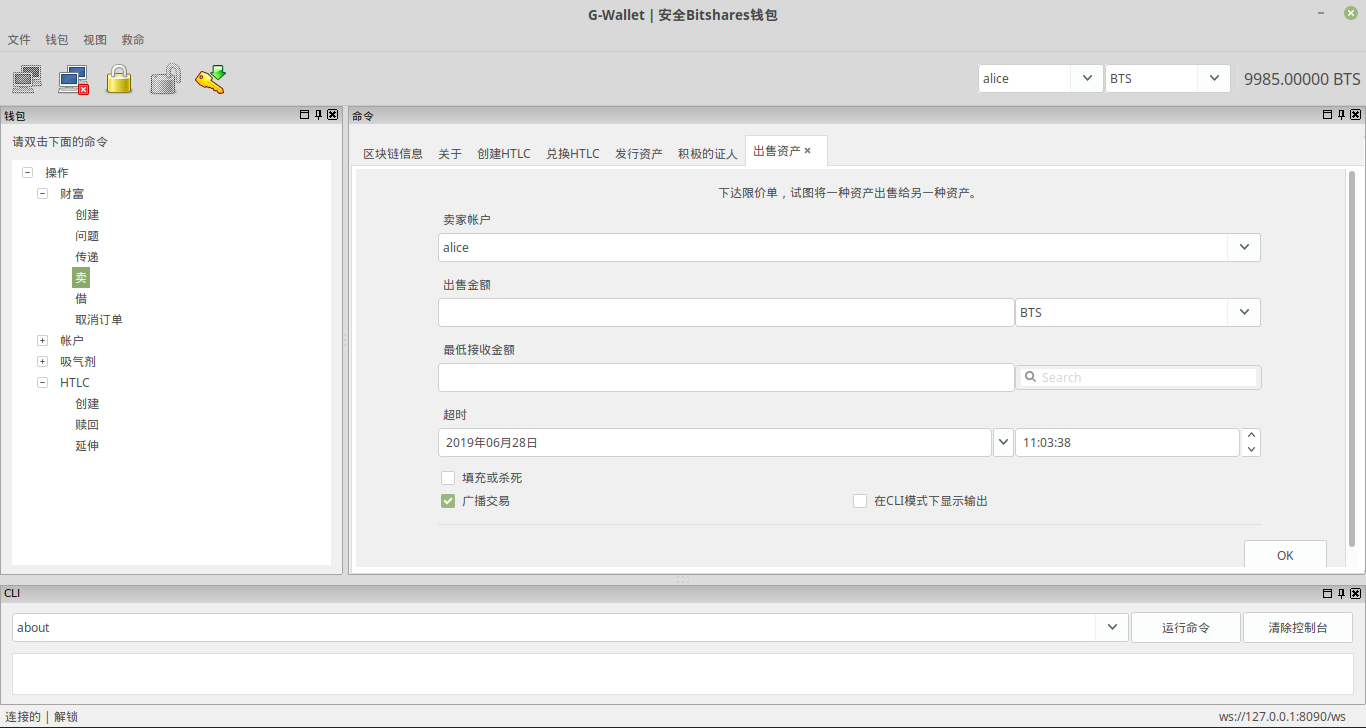 G-Wallet | 安全Bitshares钱包
文件 钱包 视图 救命
alice BTS 9985.00000 BTS
钱包
请双击下面的命令
操作
财富
创建
问题
传递
卖
借
取消订单
帐户
吸气剂
HTLC
创建
赎回
延伸
命令
区块链信息 关于 创建HTLC 兑换HTLC 发行资产 积极的证人 出售资产 ×
下达限价单，试图将一种资产出售给另一种资产。
卖家帐户
alice
出售金额
BTS
最低接收金额
Search
超时
2019年06月28日 11:03:38
填充或杀死
广播交易 在CLI模式下显示输出
OK
CLI
about 运行命令 清除控制台
连接的 | 解锁 ws://127.0.0.1:8090/ws